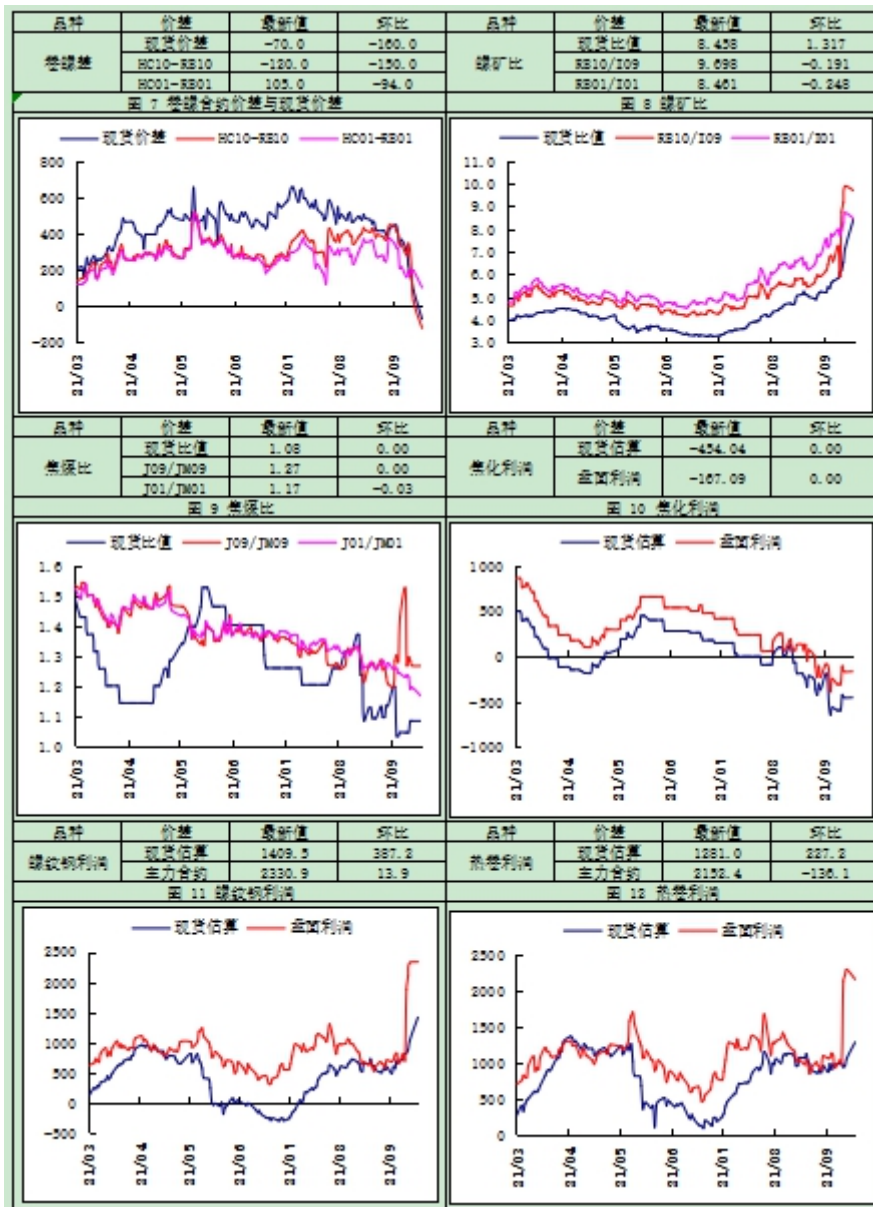 品种 价差 最新值 环比 品种 价差 最新值 环比
卷螺差 现货价差 -70.0 -160.0 螺矿比 现货比值 8.458 1.317
HC10-RB10 -120.0 -150.0 RB10/I09 9.698 -0.191
HC01-RB01 105.0 -94.0 RB01/I01 8.461 -0.248
图 7 卷螺合约价差与现货价差 图 8 螺矿比
现货价差 HC10-RB10 HC01-RB01 现货比值 RB10/I09 RB01/I01
800
600
400
200
0
-200
21/03 21/04 21/05 21/06 21/01 21/08 21/09
11.0
10.0
9.0
8.0
7.0
6.0
5.0
4.0
3.0
21/03 21/04 21/05 21/06 21/01 21/08 21/09
品种 价差 最新值 环比 品种 价差 最新值 环比
焦煤比 现货比值 1.08 0.00 焦化利润 现货估算 -454.04 0.00
J09/JM09 1.27 0.00 盘面利润 -167.09 0.00
J01/JM01 1.17 -0.03
图 9 焦煤比 图 10 焦化利润
现货比值 J09/JM09 J01/JM01 现货估算 盘面利润
1.6
1.5
1.4
1.3
1.2
1.1
1.0
21/03 21/04 21/05 21/06 21/01 21/08 21/09
1000
500
0
-500
-1000
21/03 21/04 21/05 21/06 21/01 21/08 21/09
品种 价差 最新值 环比 品种 价差 最新值 环比
螺纹钢利润 现货估算 1409.5 387.2 热卷利润 现货估算 1281.0 227.2
主力合约 2330.9 13.9 主力合约 2152.4 -136.1
图 11 螺纹钢利润 图 12 热卷利润
现货估算 盘面利润 现货估算 盘面利润
2500
2000
1500
1000
500
0
-500
21/03 21/04 21/05 21/06 21/01 21/08 21/09
2500
2000
1500
1000
500
0
21/03 21/04 21/05 21/06 21/01 21/08 21/09